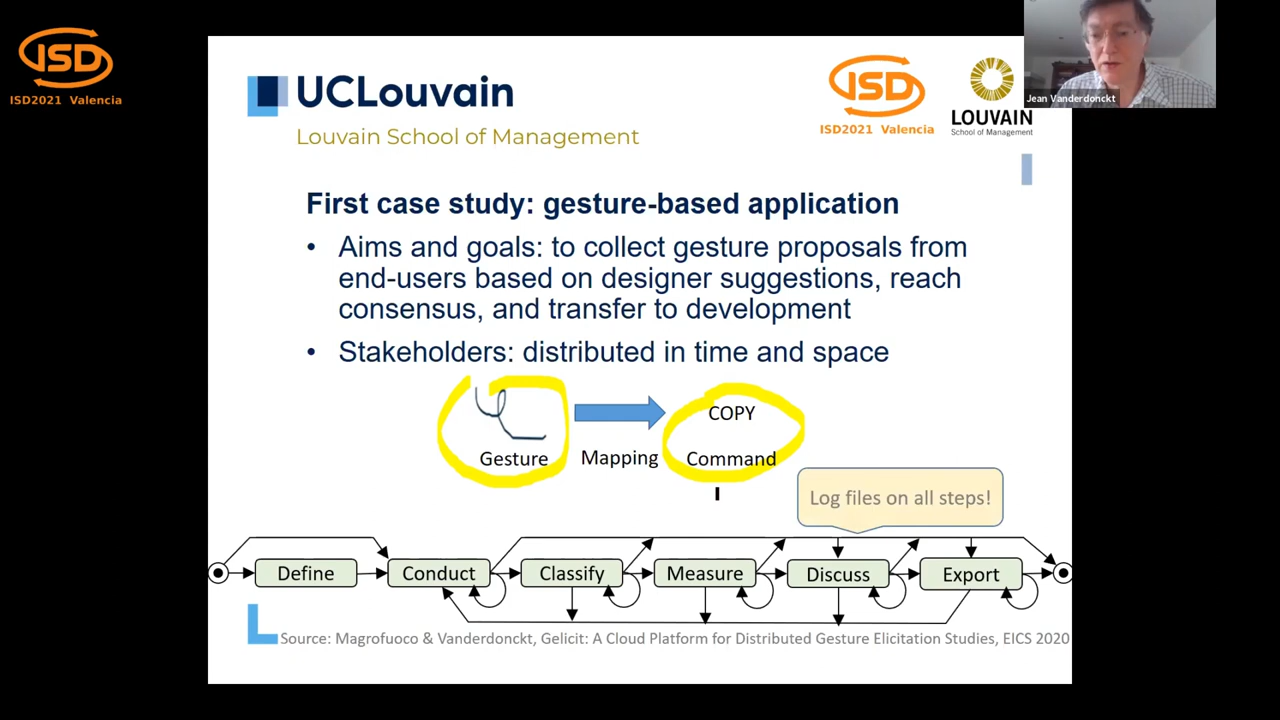 ISD
ISD2021 Valencia
UCLouvain
Louvain School of Management
ISD
ISD2021 Valencia
LOUVAIN
School of Management
Jean Vanderdonckt
First case study: gesture-based application
• Aims and goals: to collect gesture proposals from
end-users based on designer suggestions, reach
consensus, and transfer to development
• Stakeholders: distributed in time and space
COPY
Gesture Mapping Command
Log files on all steps!
Define Conduct Classify Measure Discuss Export
Source: Magrofuoco & Vanderdonckt, Gelicit: A Cloud Platform for Distributed Gesture Elicitation Studies, EICS 2020